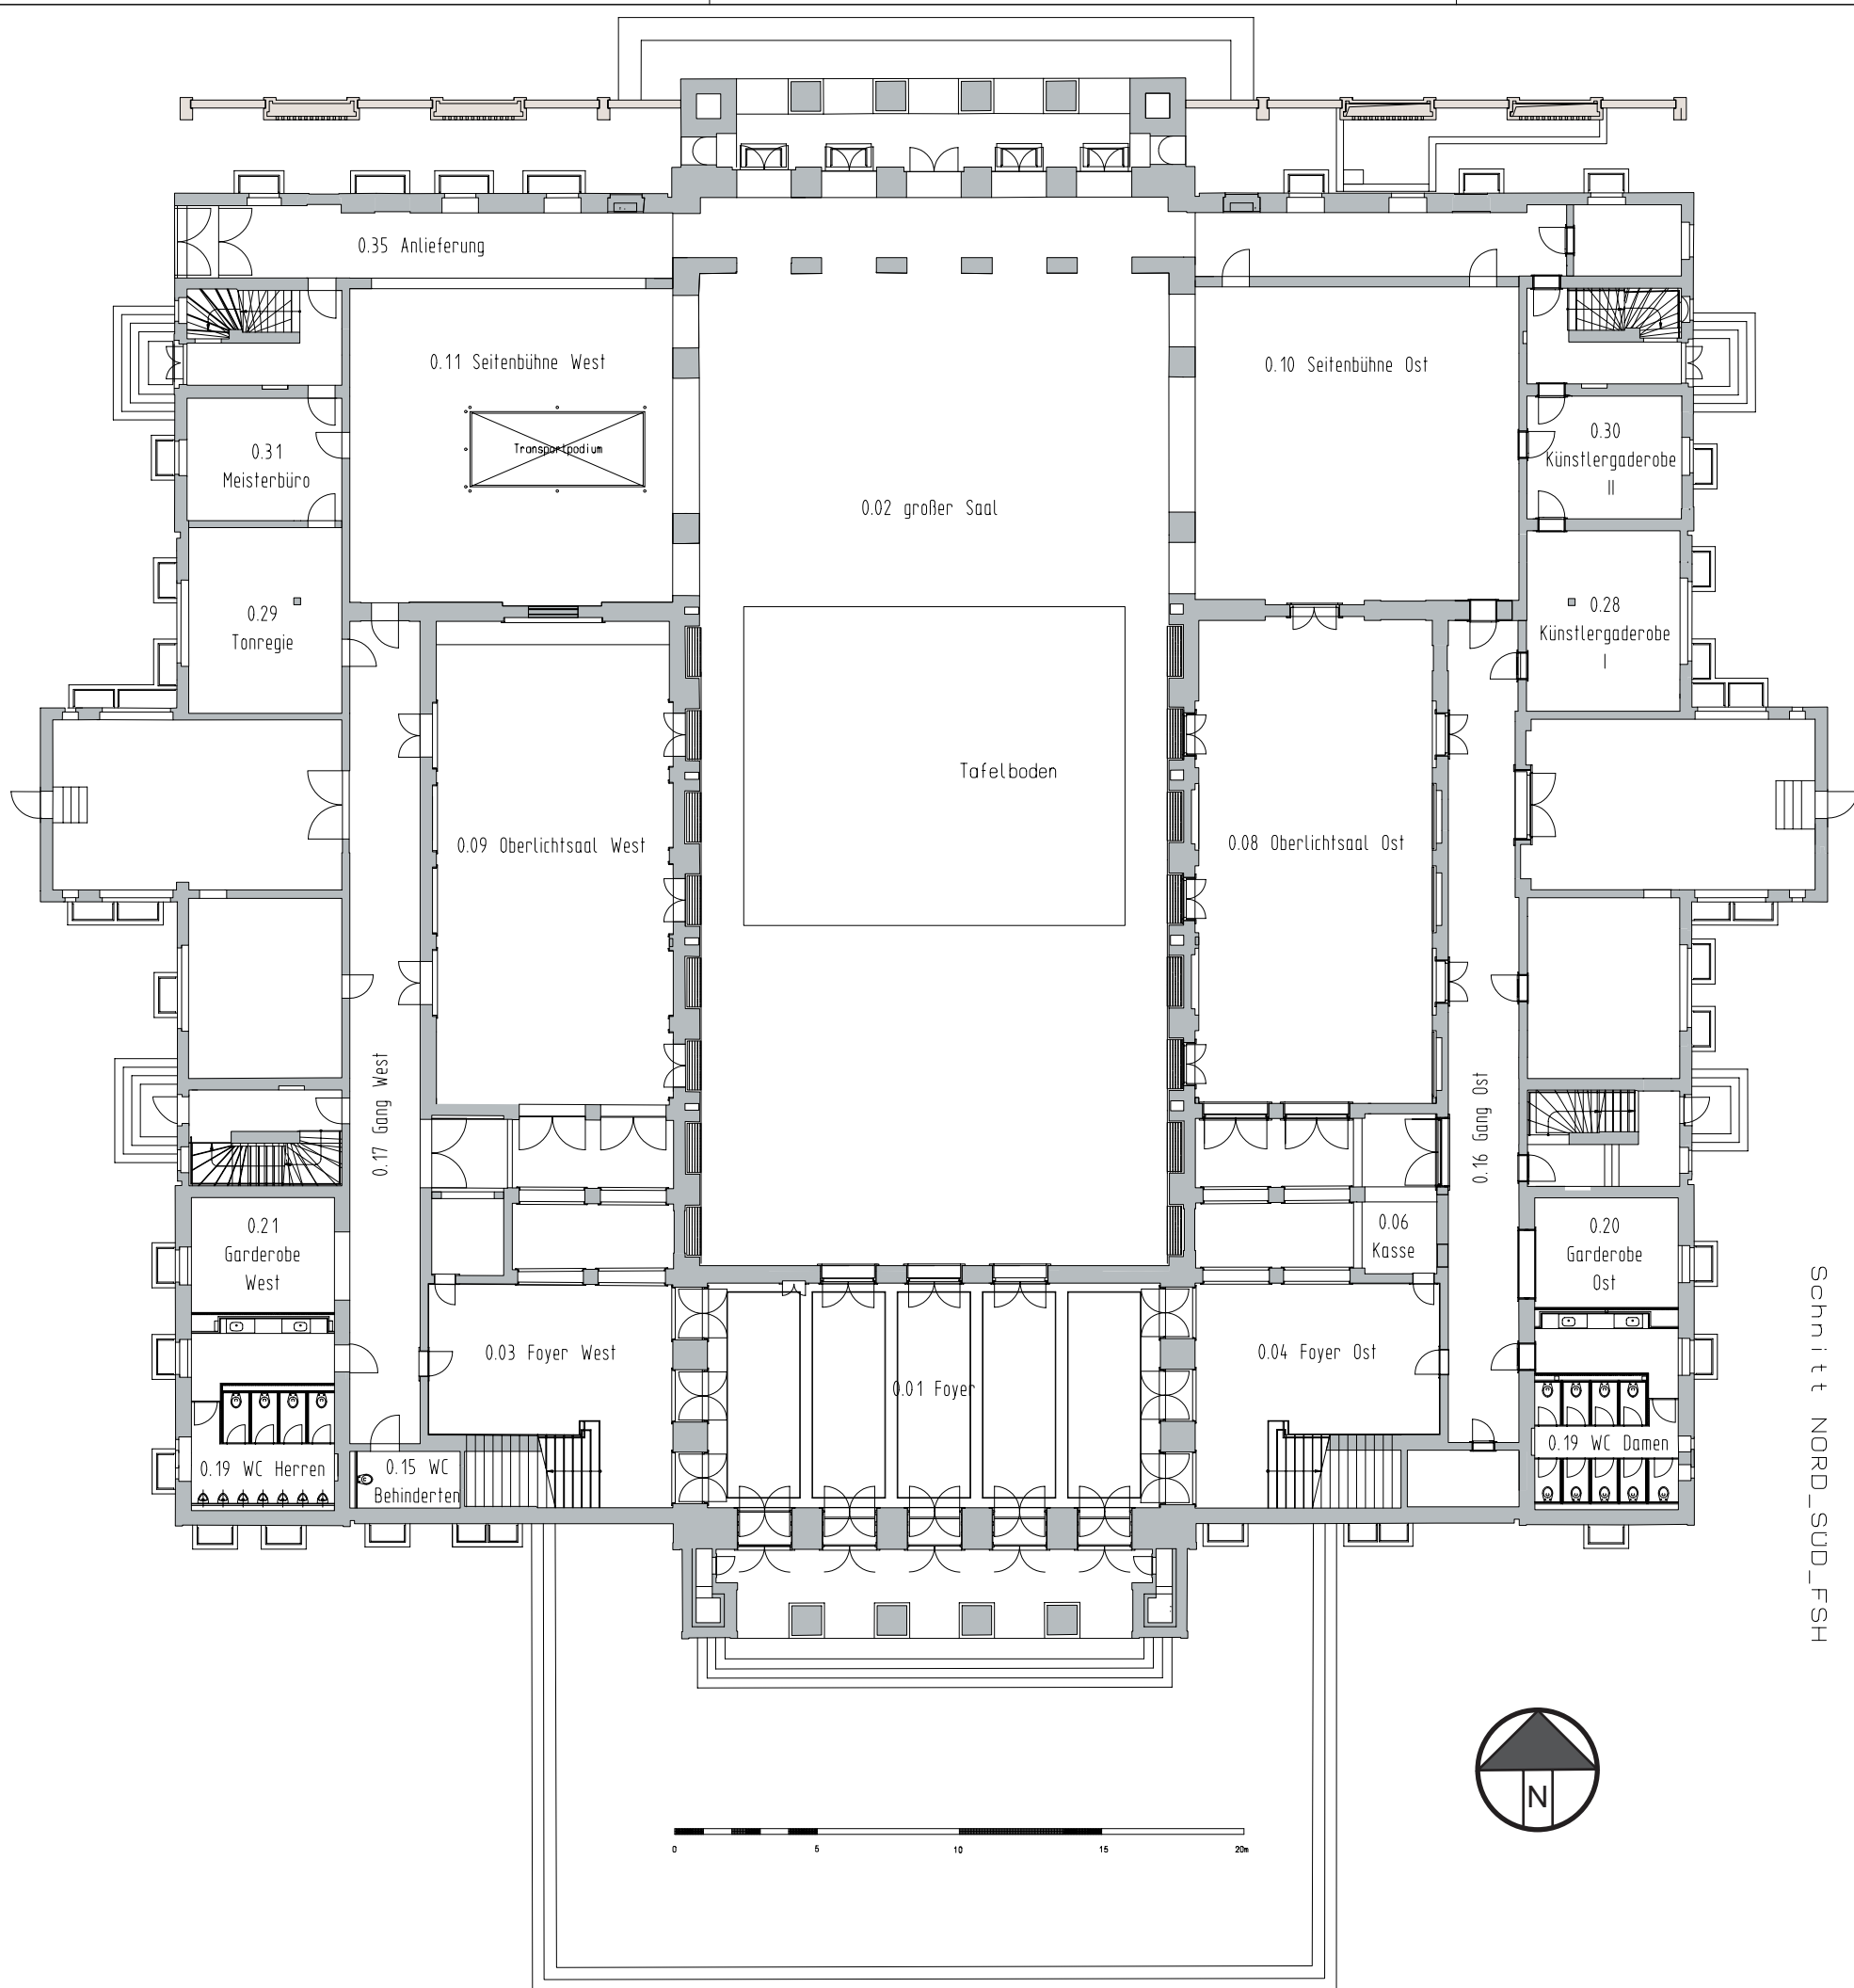 0.35 Anlieferung
0.11 Seitenbühne West
0.10 Seitenbühne Ost
Transportpodium
0.31
Meisterbüro
0.30
Künstlergaderobe
II
0.02 großer Saal
0.29
Tonregie
0.28
Künstlergaderobe
I
Tafelboden
0.09 Oberlichtsaal West
0.08 Oberlichtsaal Ost
0.17 Gang West
0.16 Gang Ost
0.21
Garderobe
West
0.06
Kasse
0.20
Garderobe
Ost
0.03 Foyer West
0.01 Foyer
0.04 Foyer Ost
0.19 WC Herren
0.15 WC
Behinderten
0.19 WC Damen
Schnitt NORD_SÜD_FSH
N
0 5 10 15 20m